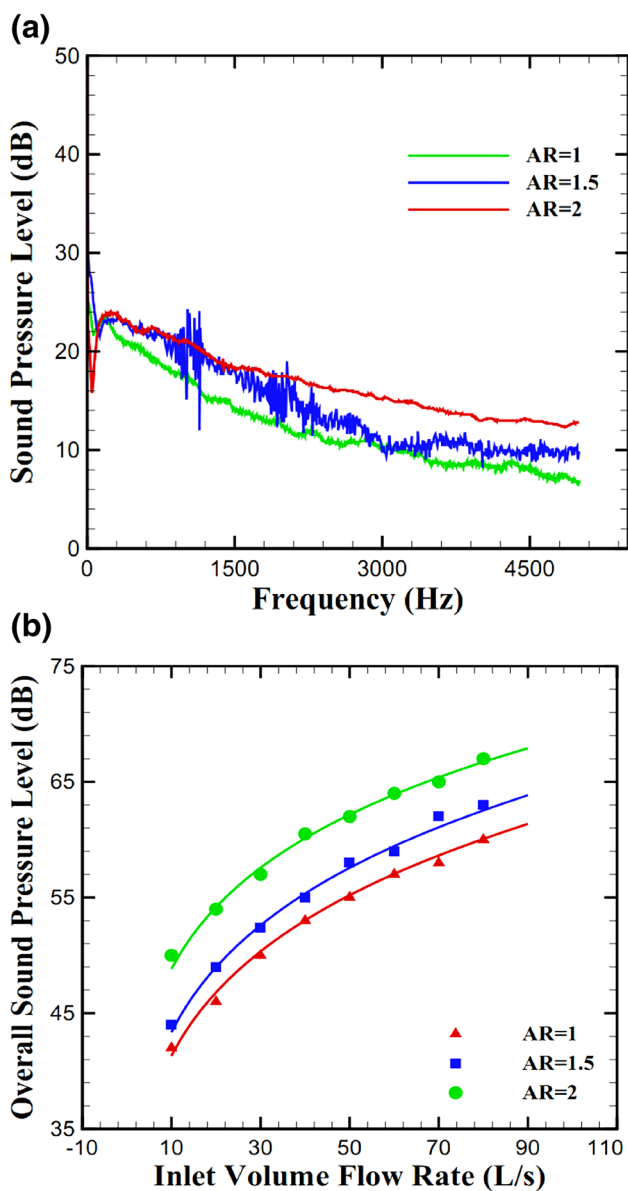 (a)
Sound Pressure Level (dB)
50
40
30
20
10
0
AR=1
AR=1.5
AR=2
0 1500 3000 4500
Frequency (Hz)
(b)
Overall Sound Pressure Level (dB)
75
65
55
45
35
AR=1
AR=1.5
AR=2
-10 10 30 50 70 90 110
Inlet Volume Flow Rate (L/s)